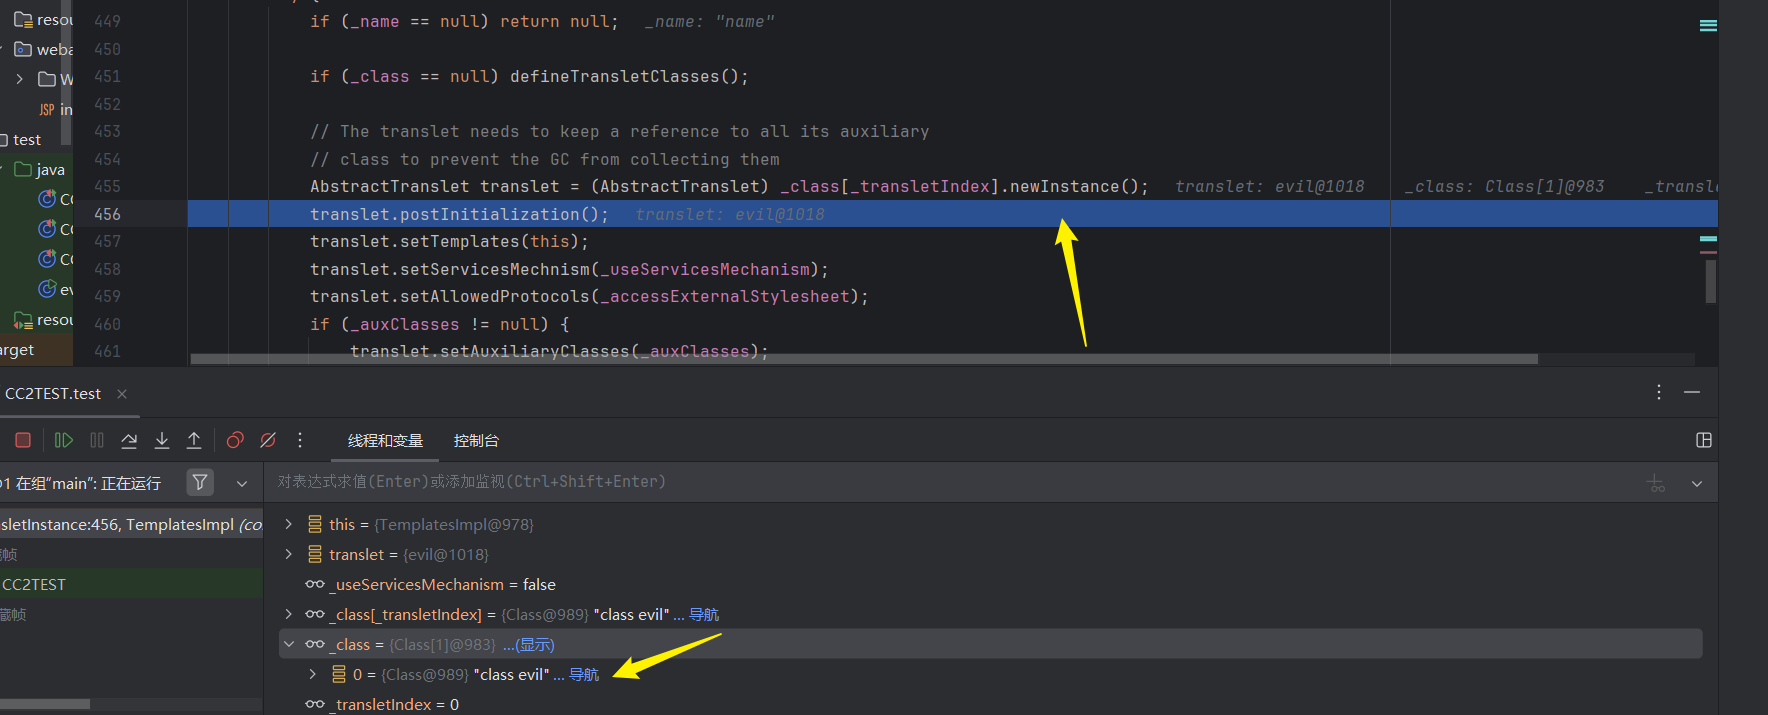 resou
449 if (_name == null) return null; _name: "name"
weba
450
W
451 if (_class == null) defineTransletClasses();
452
JSP in
453 // The translet needs to keep a reference to all its auxiliary
test
454 // class to prevent the GC from collecting them
java
455 AbstractTranslet translet = (AbstractTranslet) _class[_transletIndex].newInstance(); translet: evil@1018 _class: Class[1]@983 _transle
CC
456 translet.postInitialization(); translet: evil@1018
CC
457 translet.setTemplates(this);
CC
458 translet.setServicesMechnism(_useServicesMechanism);
ev
459 translet.setAllowedProtocols(_accessExternalStylesheet);
resou
460 if (_auxClasses != null) {
arget
461 translet.setAuxiliaryClasses(_auxClasses);
CC2TEST.test
线程和变量 控制台
1 在组"main": 正在运行
对表达式求值(Enter)或添加监视(Ctrl+Shift+Enter)
sletInstance:456, TemplatesImpl (co
this = {TemplatesImpl@978}
藏帧
translet = {evil@1018}
CC2TEST
_useServicesMechanism = false
藏帧
_class[_transletIndex] = {Class@989} "class evil" ... 导航
_class = {Class[1]@983} ...(显示)
0 = {Class@989} "class evil" ... 导航
_transletIndex = 0